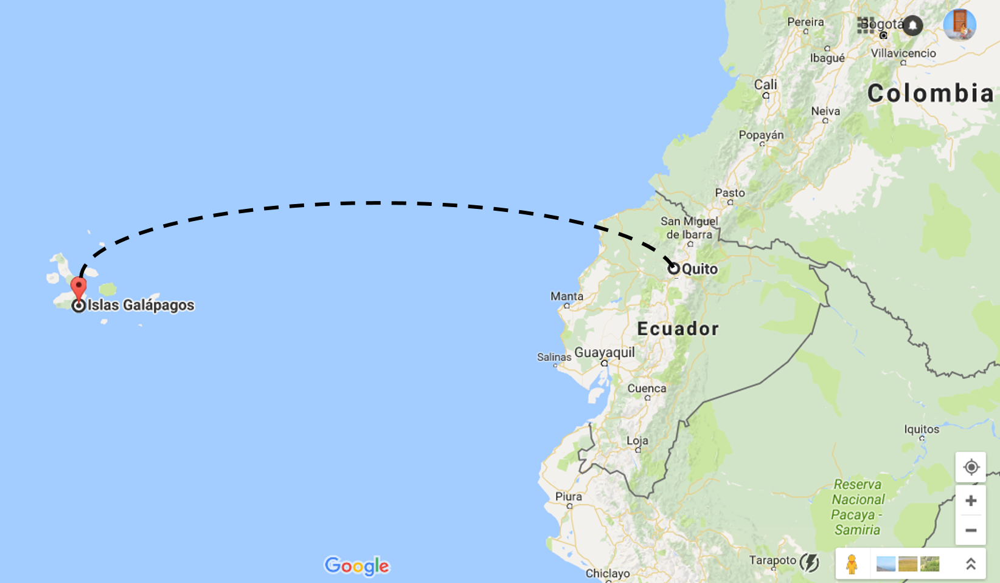 Pereira
Bogotá
Ibagué
Villavicencio
Cali
Colombia
Neiva
Popayán
Pasto
San Miguel
de Ibarra
Quito
Manta
Islas Galápagos
Ecuador
Guayaquil
Salinas
Cuenca
Iquitos
Loja
Reserva
Nacional
Pacaya -
Samiria
Piura
Tarapoto
Google
Chiclayo